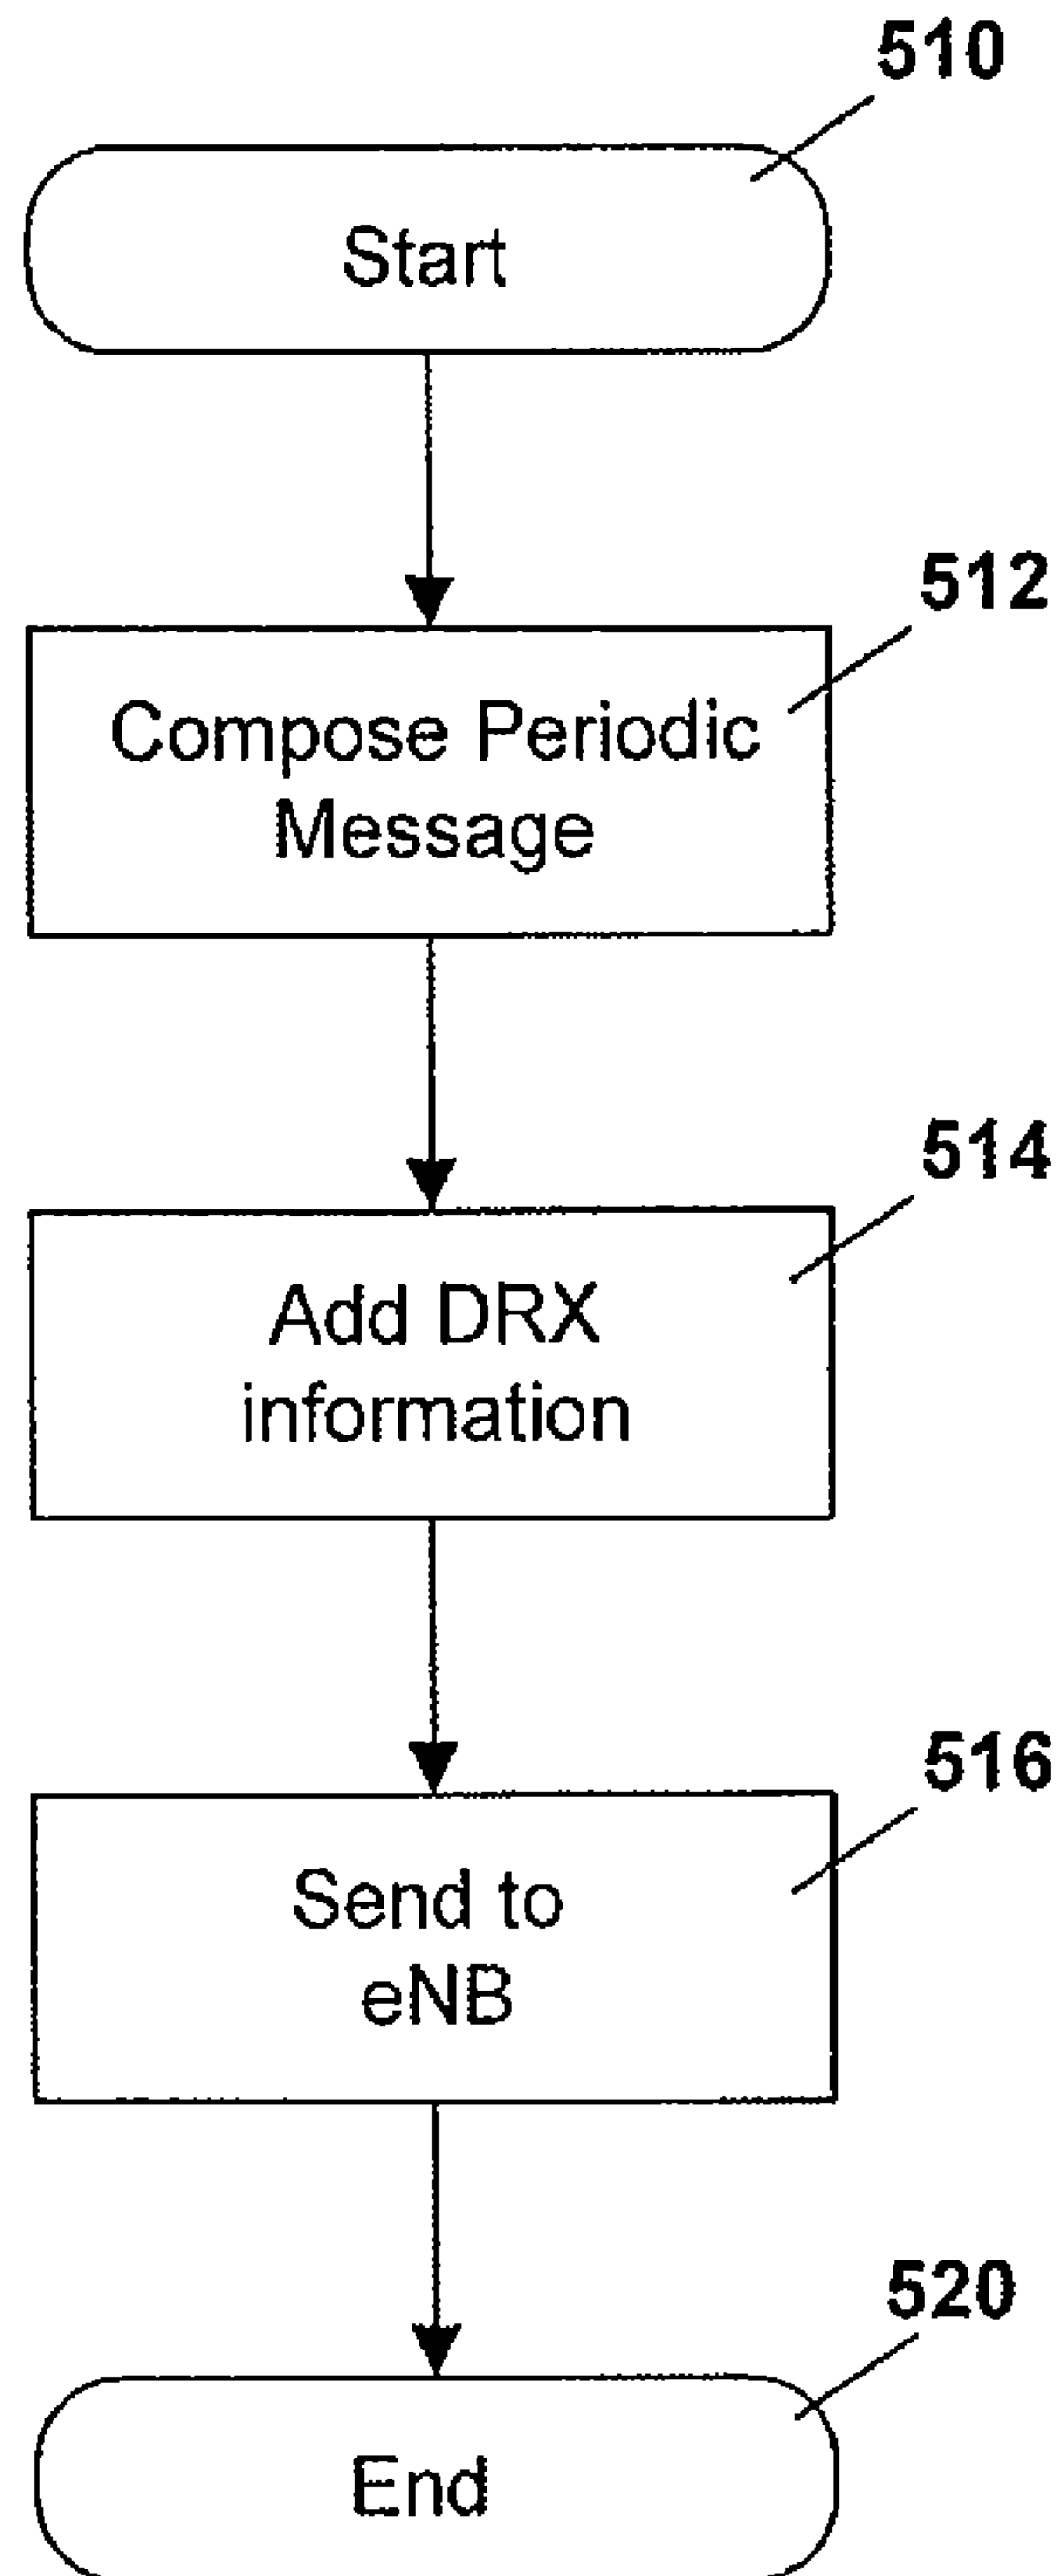 510
Start
512
Compose Periodic
Message
514
Add DRX
information
516
Send to
eNB
520
End